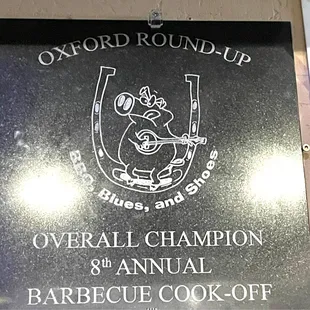 OXFORD ROUND-UP
BBQ, Blues, and Shoes
OVERALL CHAMPION
8th ANNUAL
BARBECUE COOK-OFF